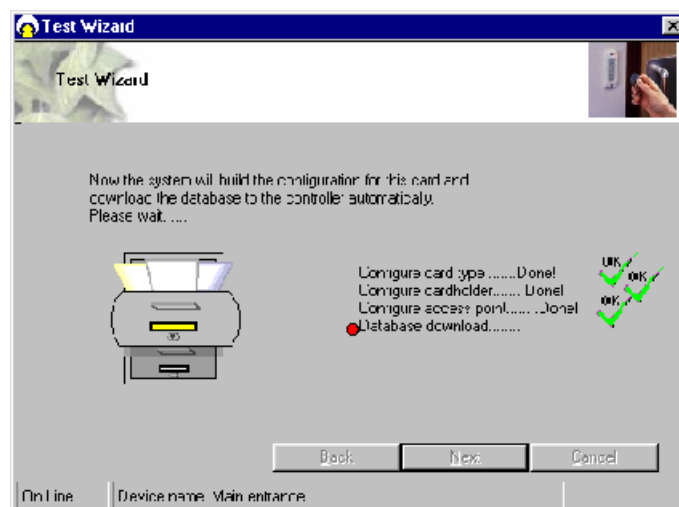 Test Wizard
Test Wizard
Now the system will build the configuration for this card and
download the database to the controller automatically.
Please wait......
Configure card type.......Done!
Configure cardholder....... Done!
Configure access point.......Done!
Database download........
OK
OK
OK
Back Next Cancel
On Line Device name: Main entrance